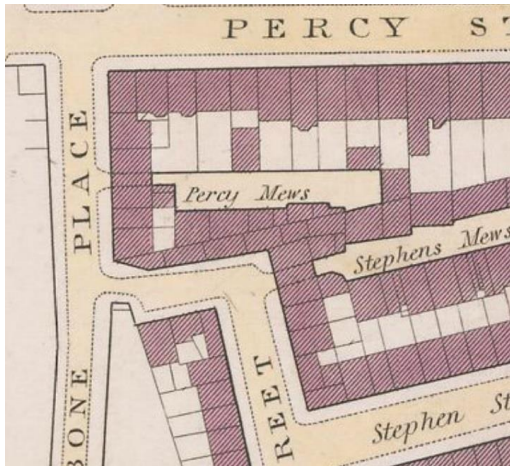 PERCY ST
PLACE
Percy Mews
Stephens Mews
BONE
REET
Stephen St